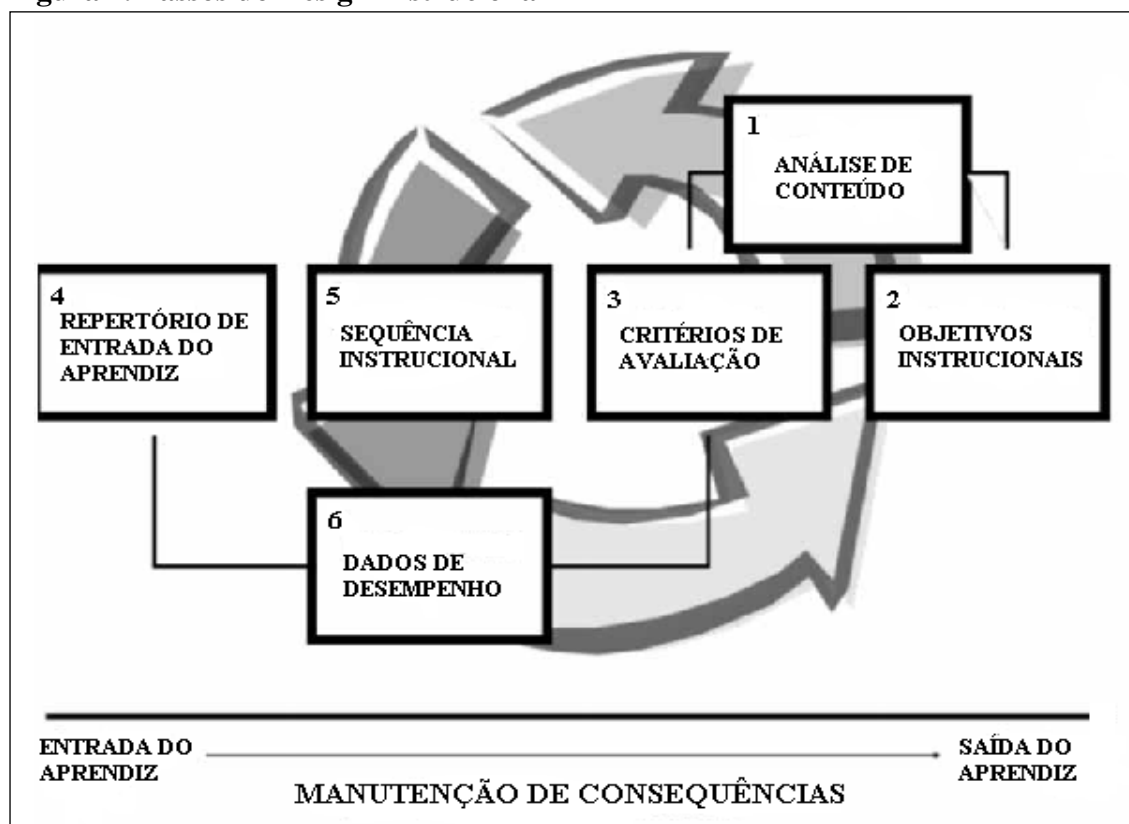 1
ANÁLISE DE
CONTEÚDO
4
REPERTÓRIO DE
ENTRADA DO
APRENDIZ
5
SEQUÊNCIA
INSTRUCIONAL
3
CRITÉRIOS DE
AVALIAÇÃO
2
OBJETIVOS
INSTRUCIONAIS
6
DADOS DE
DESEMPENHO
ENTRADA DO
APRENDIZ
SAÍDA DO
APRENDIZ
MANUTENÇÃO DE CONSEQUÊNCIAS